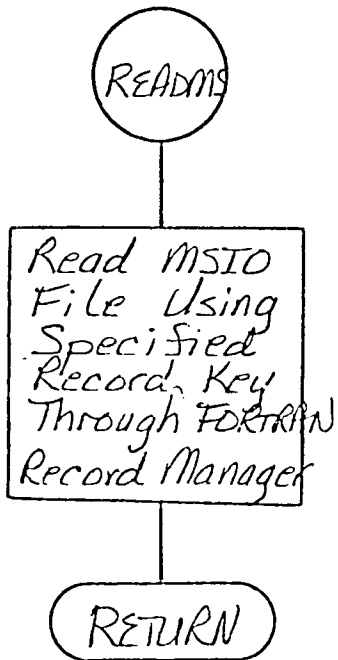 READMS
Read MSIO
File Using
Specified
Record Key
Through FORTRAN
Record Manager
RETURN